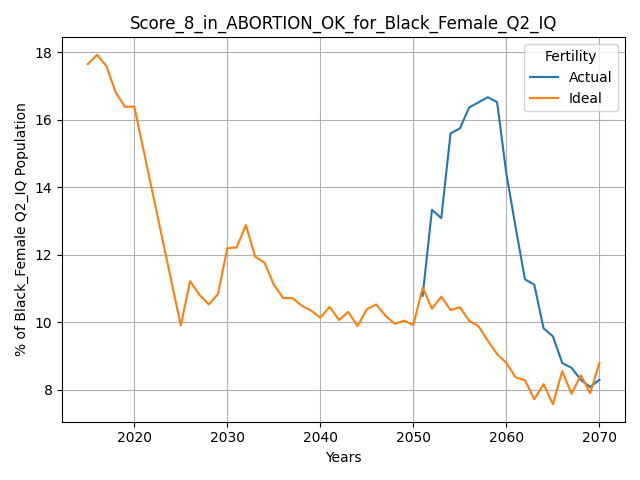 Score_8_in_ABORTION_OK_for_Black_Female_Q2_IQ
Fertility
Actual
Ideal
% of Black_Female Q2_IQ Population
18
16
14
12
10
8
2020 2030 2040 2050 2060 2070
Years